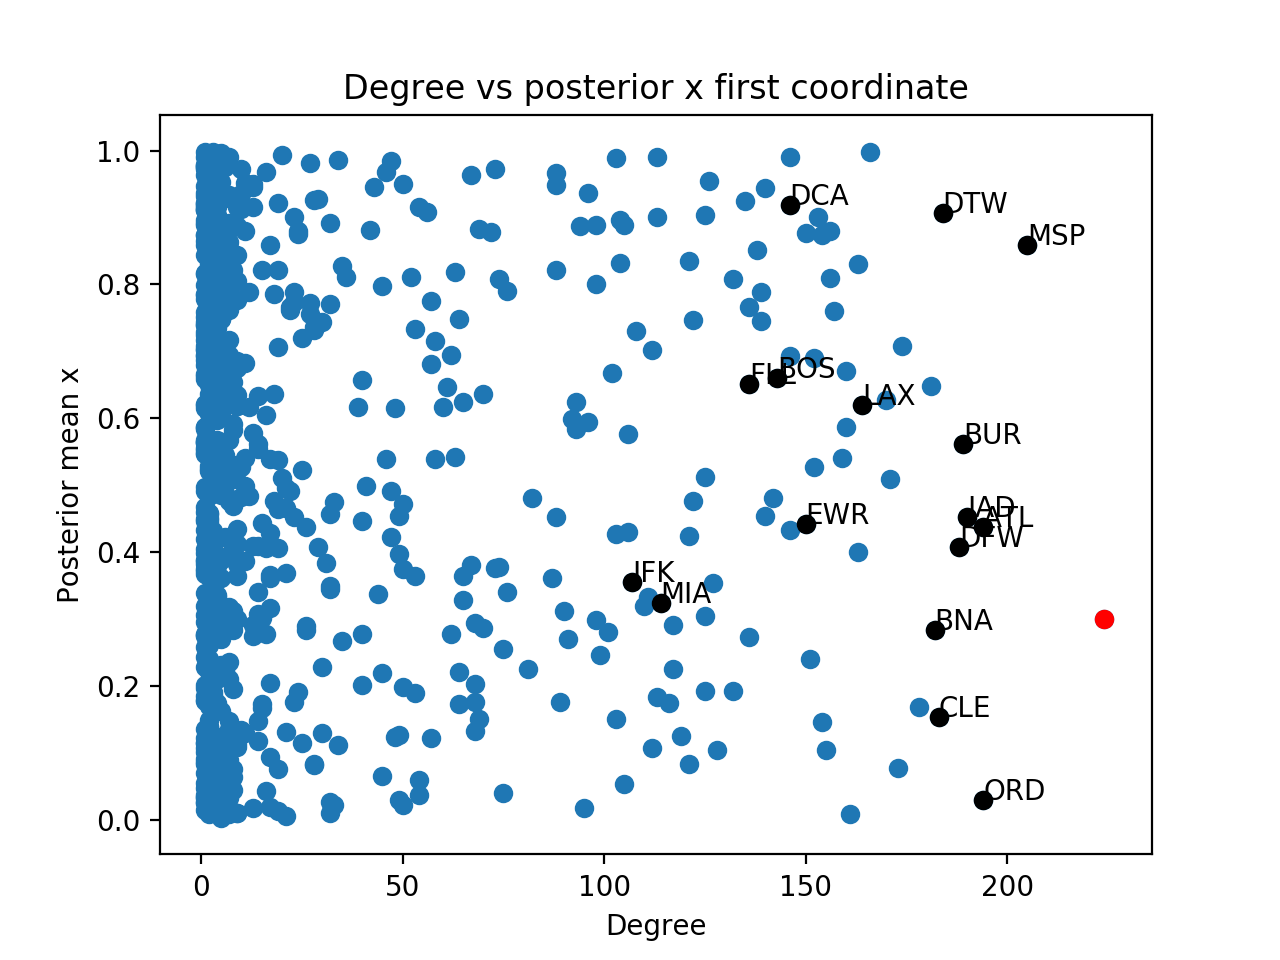 Degree vs posterior x first coordinate
1.0
DCA
DTW
MSP
0.8
FLL
BOS
LAX
0.6
BUR
EWR
IAD
ATL
DFW
0.4
JFK
MIA
BNA
0.2
CLE
ORD
0.0
Posterior mean x
0
50
100
150
200
Degree